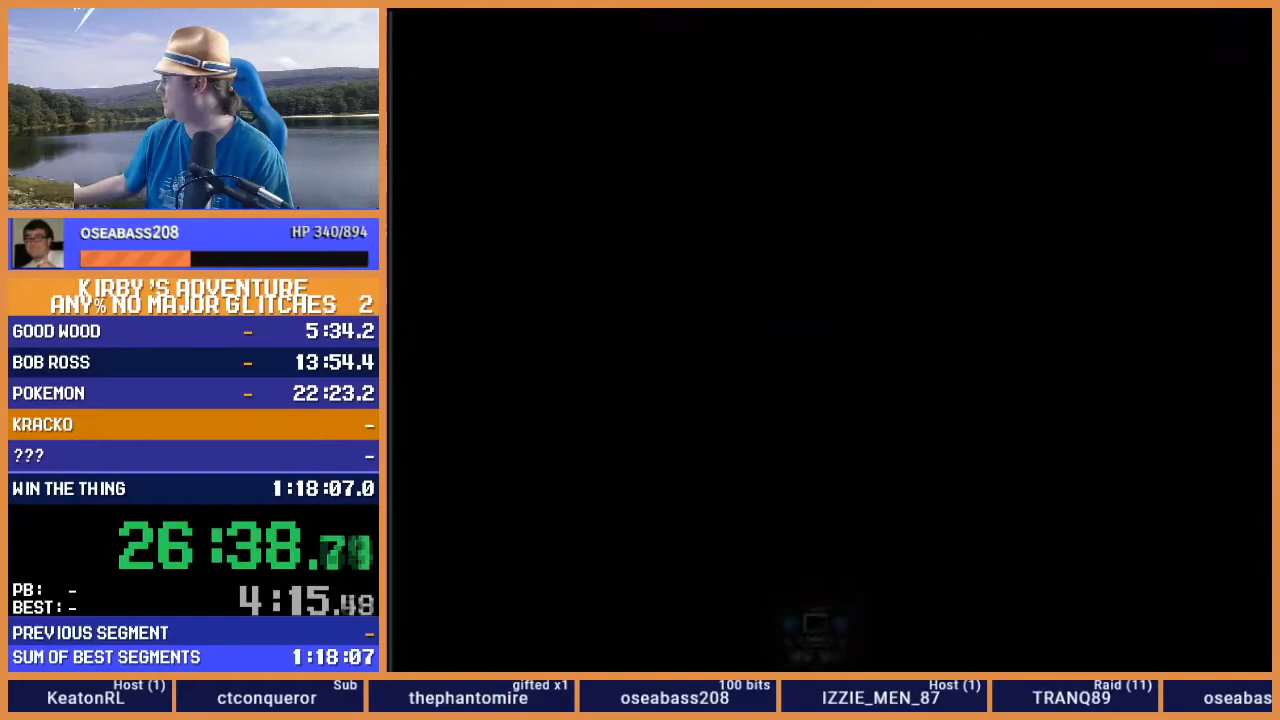 OSEABASS208 HP 340/894
KIRBY'S ADVENTURE
ANY% NO MAJOR GLITCHES 2
GOOD WOOD - 5:34.2
BOB ROSS - 13:54.4
POKEMON - 22:23.2
KRACKO -
??? -
WIN THE THING 1:18:07.0
26:38.
PB: -
BEST: - 4:15.
PREVIOUS SEGMENT -
SUM OF BEST SEGMENTS 1:18:07
Host (1) Sub gifted x1 100 bits Host (1) Raid (11)
KeatonRL ctconqueror thephantomire oseabass208 IZZIE_MEN_87 TRANQ89 oseabas